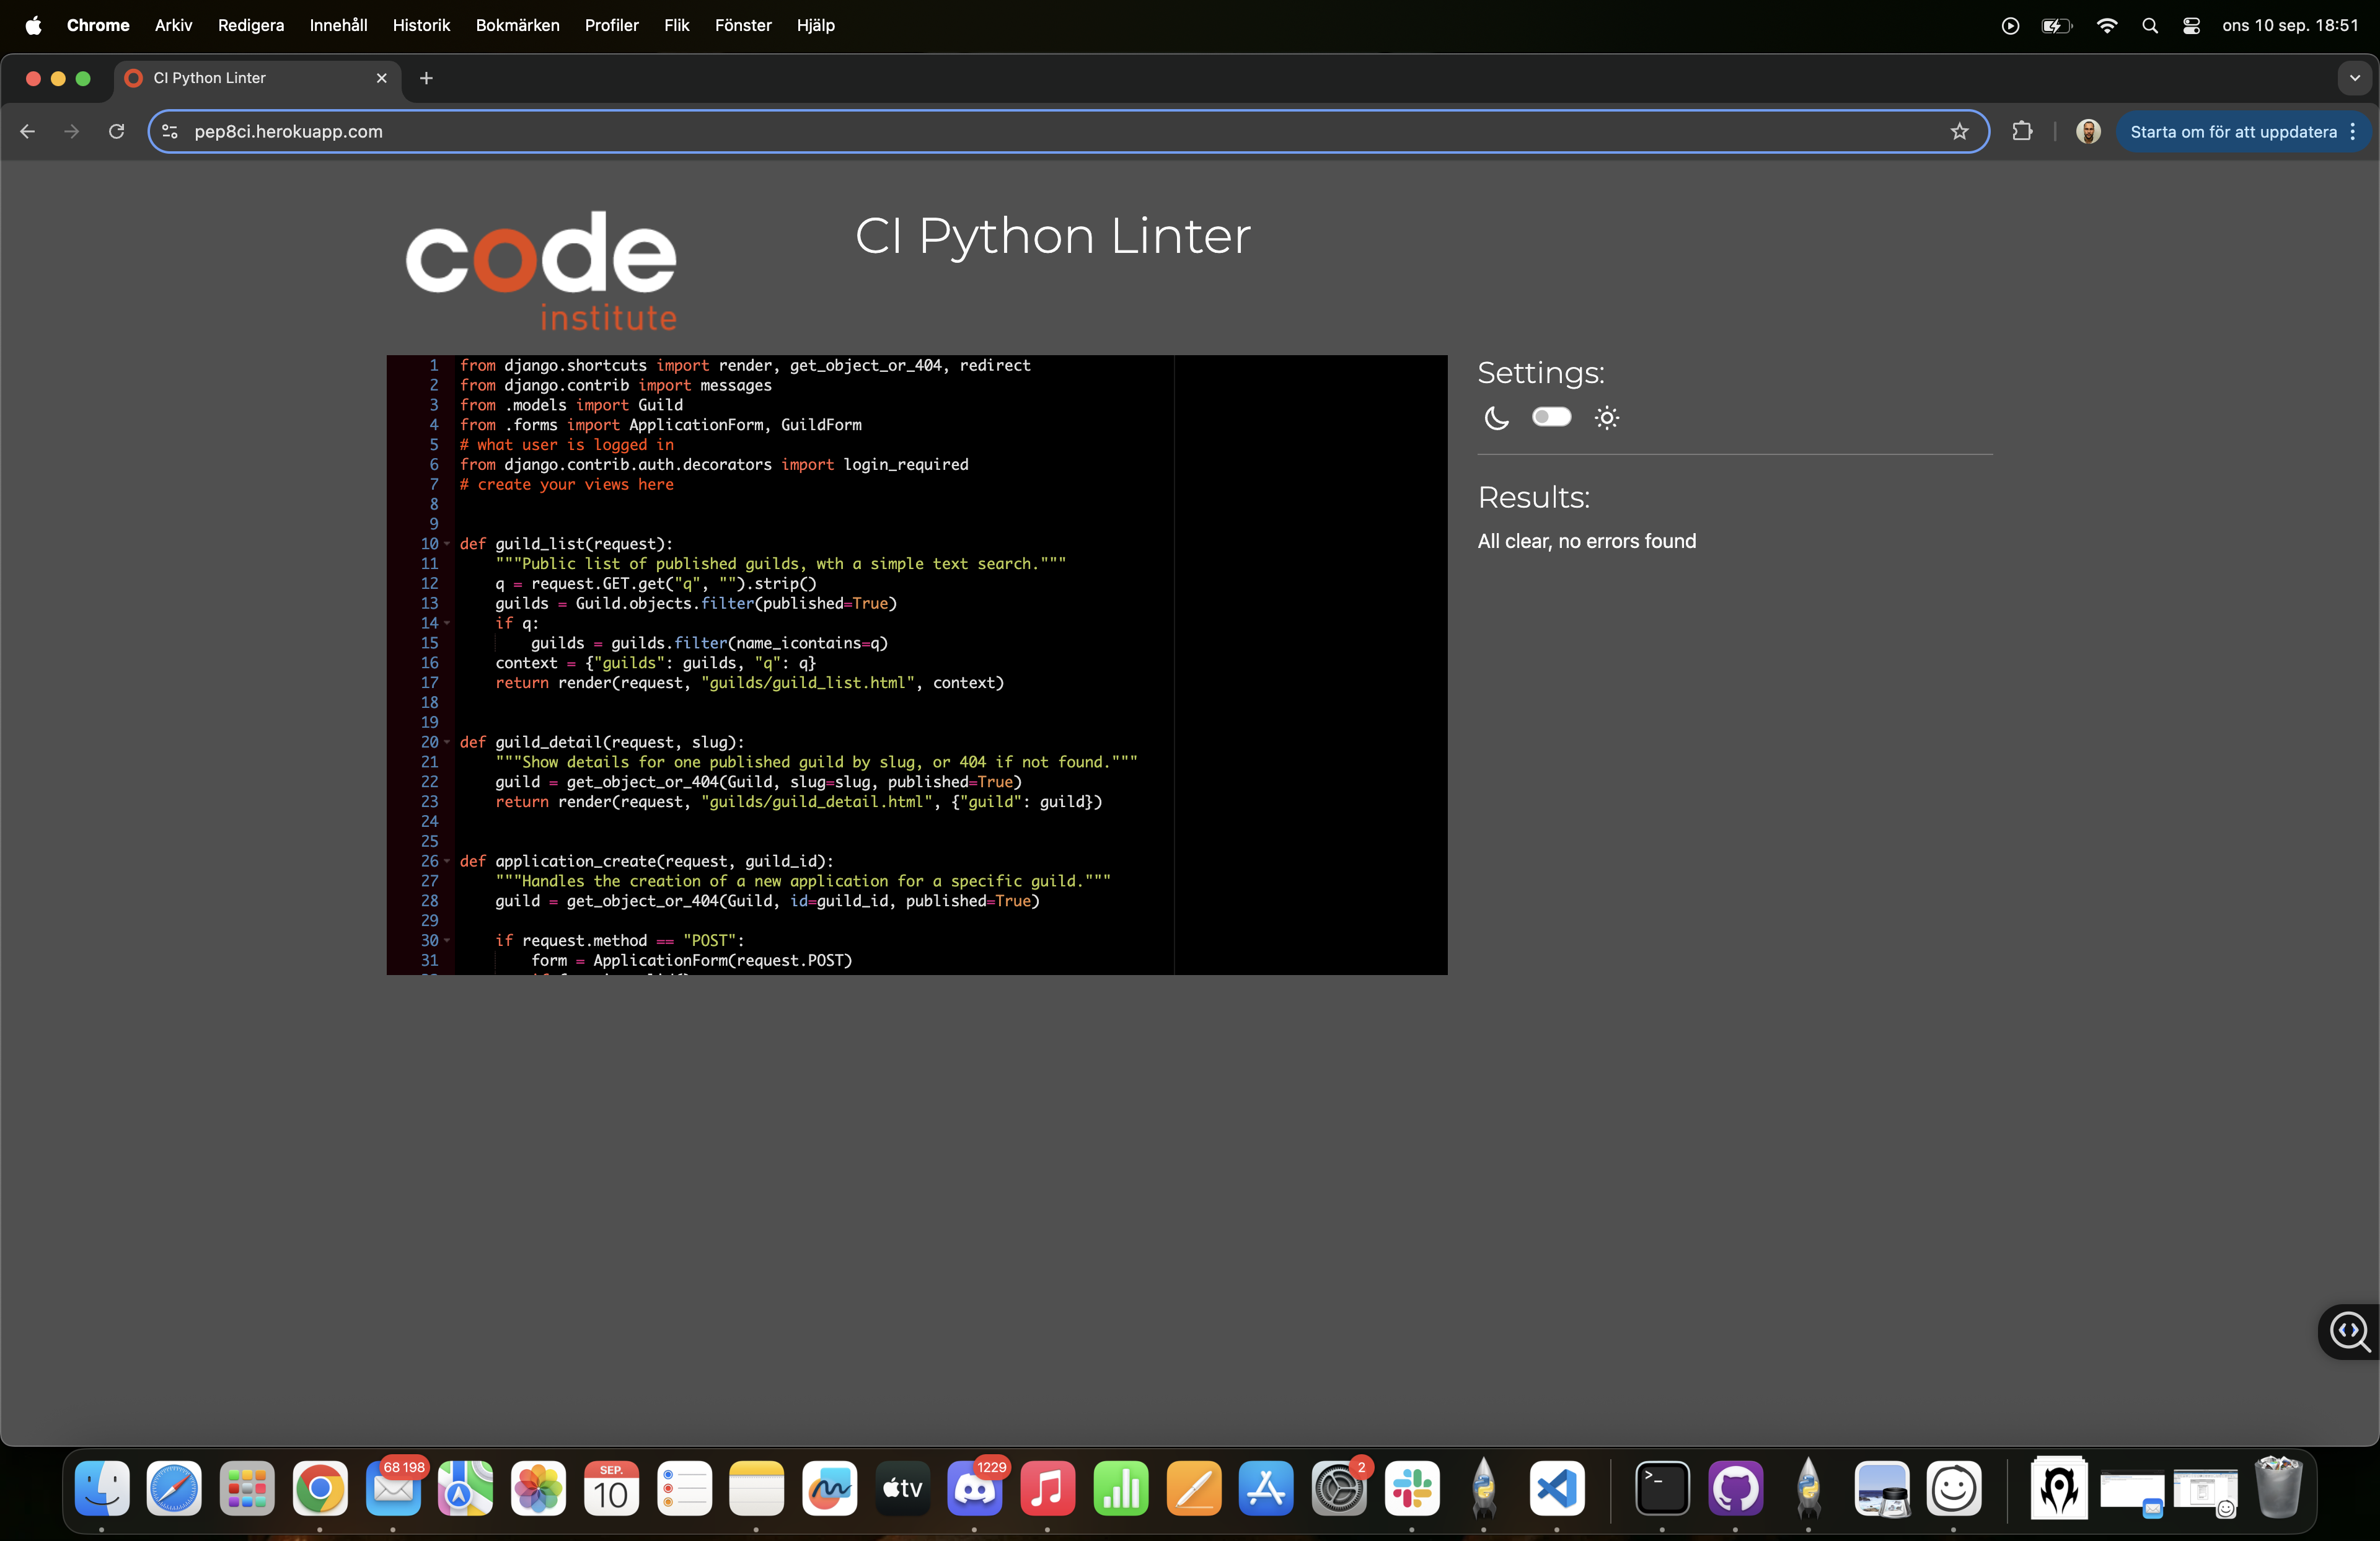 Chrome Arkiv Redigera Innehåll Historik Bokmärken Profiler Flik Fönster Hjälp ons 10 sep. 18:51
CI Python Linter
pep8ci.herokuapp.com Starta om för att uppdatera
code
institute
CI Python Linter
1 from django.shortcuts import render, get_object_or_404, redirect
2 from django.contrib import messages
3 from .models import Guild
4 from .forms import ApplicationForm, GuildForm
5 # what user is logged in
6 from django.contrib.auth.decorators import login_required
7 # create your views here
8
9
10 def guild_list(request):
11 """Public list of published guilds, wth a simple text search."""
12 q = request.GET.get("q", "").strip()
13 guilds = Guild.objects.filter(published=True)
14 if q:
15 guilds = guilds.filter(name_icontains=q)
16 context = {"guilds": guilds, "q": q}
17 return render(request, "guilds/guild_list.html", context)
18
19
20 def guild_detail(request, slug):
21 """Show details for one published guild by slug, or 404 if not found."""
22 guild = get_object_or_404(Guild, slug=slug, published=True)
23 return render(request, "guilds/guild_detail.html", {"guild": guild})
24
25
26 def application_create(request, guild_id):
27 """Handles the creation of a new application for a specific guild."""
28 guild = get_object_or_404(Guild, id=guild_id, published=True)
29
30 if request.method == "POST":
31 form = ApplicationForm(request.POST)
Settings:
Results:
All clear, no errors found
68 198
SEP.
10
tv
1229
2
>_